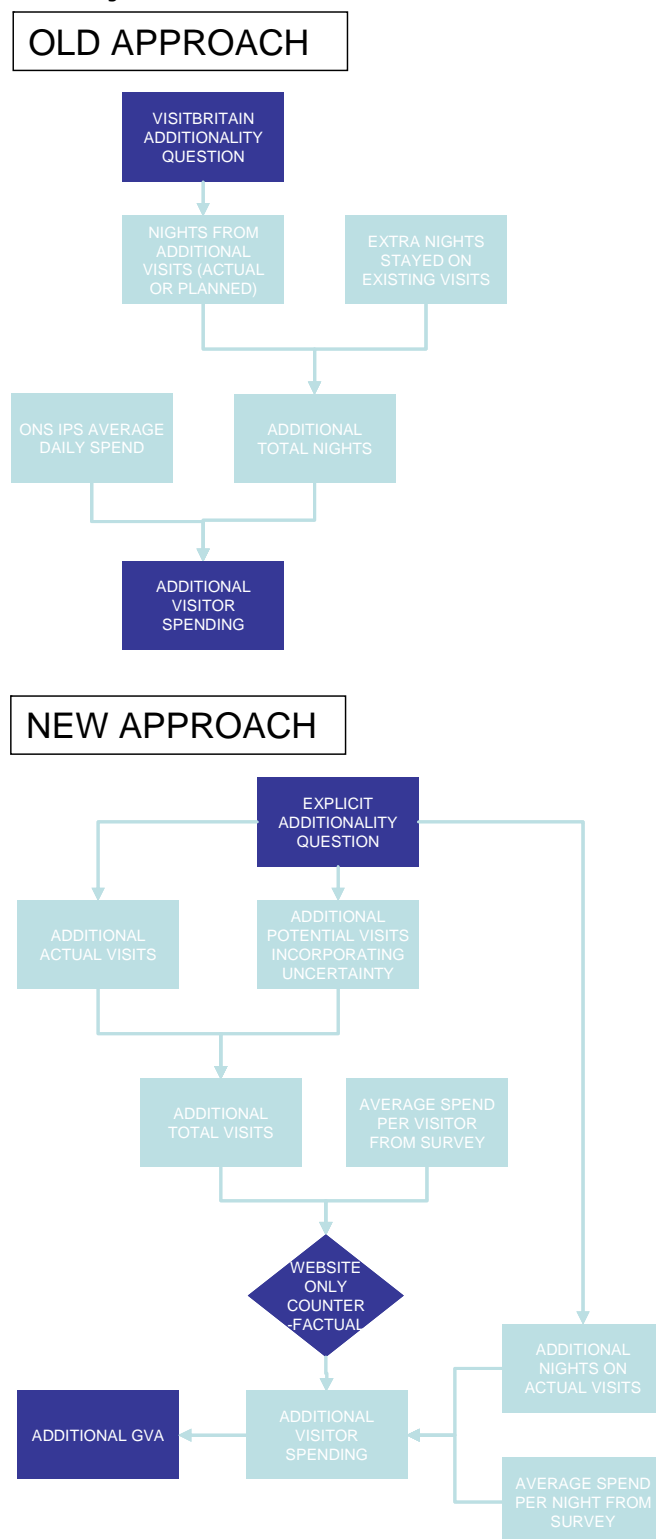 OLD APPROACH
VISITBRITAIN
ADDITIONALITY
QUESTION
NIGHTS FROM
ADDITIONAL
VISITS (ACTUAL
OR PLANNED)
EXTRA NIGHTS
STAYED ON
EXISTING VISITS
ONS IPS AVERAGE
DAILY SPEND
ADDITIONAL
TOTAL NIGHTS
ADDITIONAL
VISITOR
SPENDING
NEW APPROACH
EXPLICIT
ADDITIONALITY
QUESTION
ADDITIONAL
ACTUAL VISITS
ADDITIONAL
POTENTIAL VISITS
INCORPORATING
UNCERTAINTY
ADDITIONAL
TOTAL VISITS
AVERAGE SPEND
PER VISITOR
FROM SURVEY
WEBSITE
ONLY
COUNTER
-FACTUAL
ADDITIONAL
NIGHTS ON
ACTUAL VISITS
ADDITIONAL GVA
ADDITIONAL
VISITOR
SPENDING
AVERAGE SPEND
PER NIGHT FROM
SURVEY